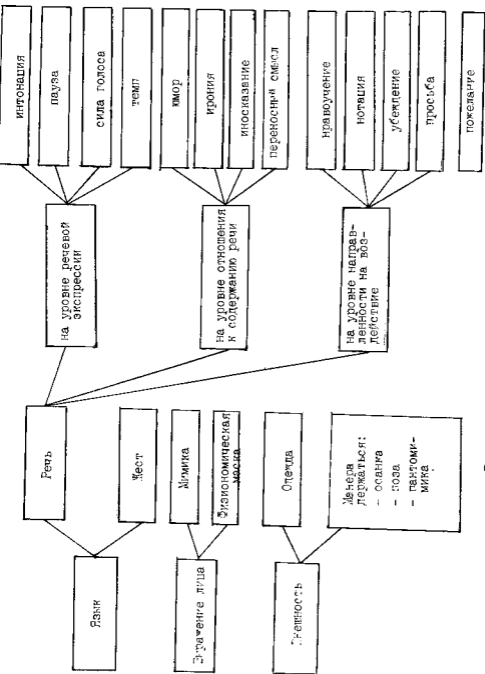 Язык
Речь
Жест
Выражение лица
Мимика
Физиономическая
маска
Внешность
Одежда
Манера
держаться:
- осанка
- поза
- пантоми-
мика
на уровне речевой
экспрессии
интонация
пауза
сила голоса
темп
на уровне отношения
к содержанию речи
юмор
ирония
иносказание
переносный смысл
на уровне направ-
ленности на воз-
действие
нравоучение
нотация
убеждение
просьба
пожелание